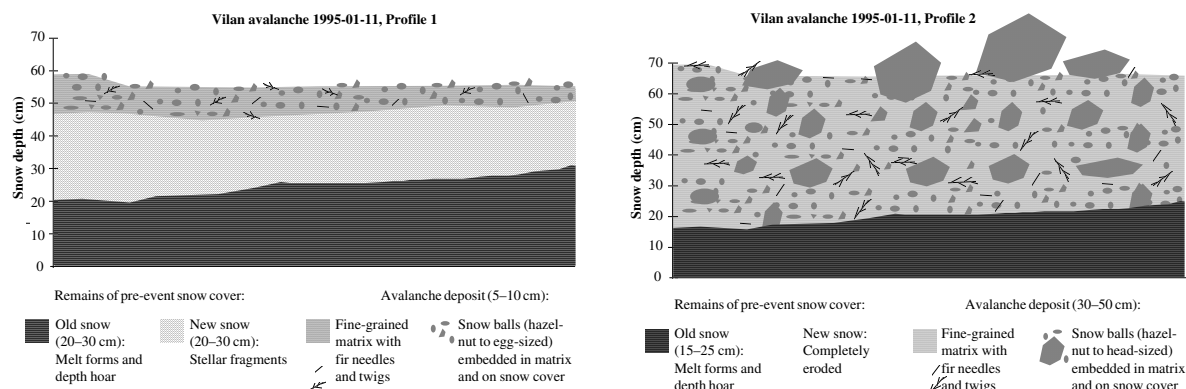 Vilan avalanche 1995-01-11, Profile 1
Snow depth (cm)
70
60
50
40
30
20
10
0
Remains of pre-event snow cover:
Avalanche deposit (5–10 cm):
Old snow
(20–30 cm):
Melt forms and
depth hoar
New snow
(20–30 cm):
Stellar fragments
Fine-grained
matrix with
fir needles
and twigs
Snow balls (hazel-
nut to egg-sized)
embedded in matrix
and on snow cover
Vilan avalanche 1995-01-11, Profile 2
Snow depth (cm)
70
60
50
40
30
20
10
0
Remains of pre-event snow cover:
Avalanche deposit (30–50 cm):
Old snow
(15–25 cm):
Melt forms and
depth hoar
New snow:
Completely
eroded
Fine-grained
matrix with
fir needles
and twigs
Snow balls (hazel-
nut to head-sized)
embedded in matrix
and on snow cover